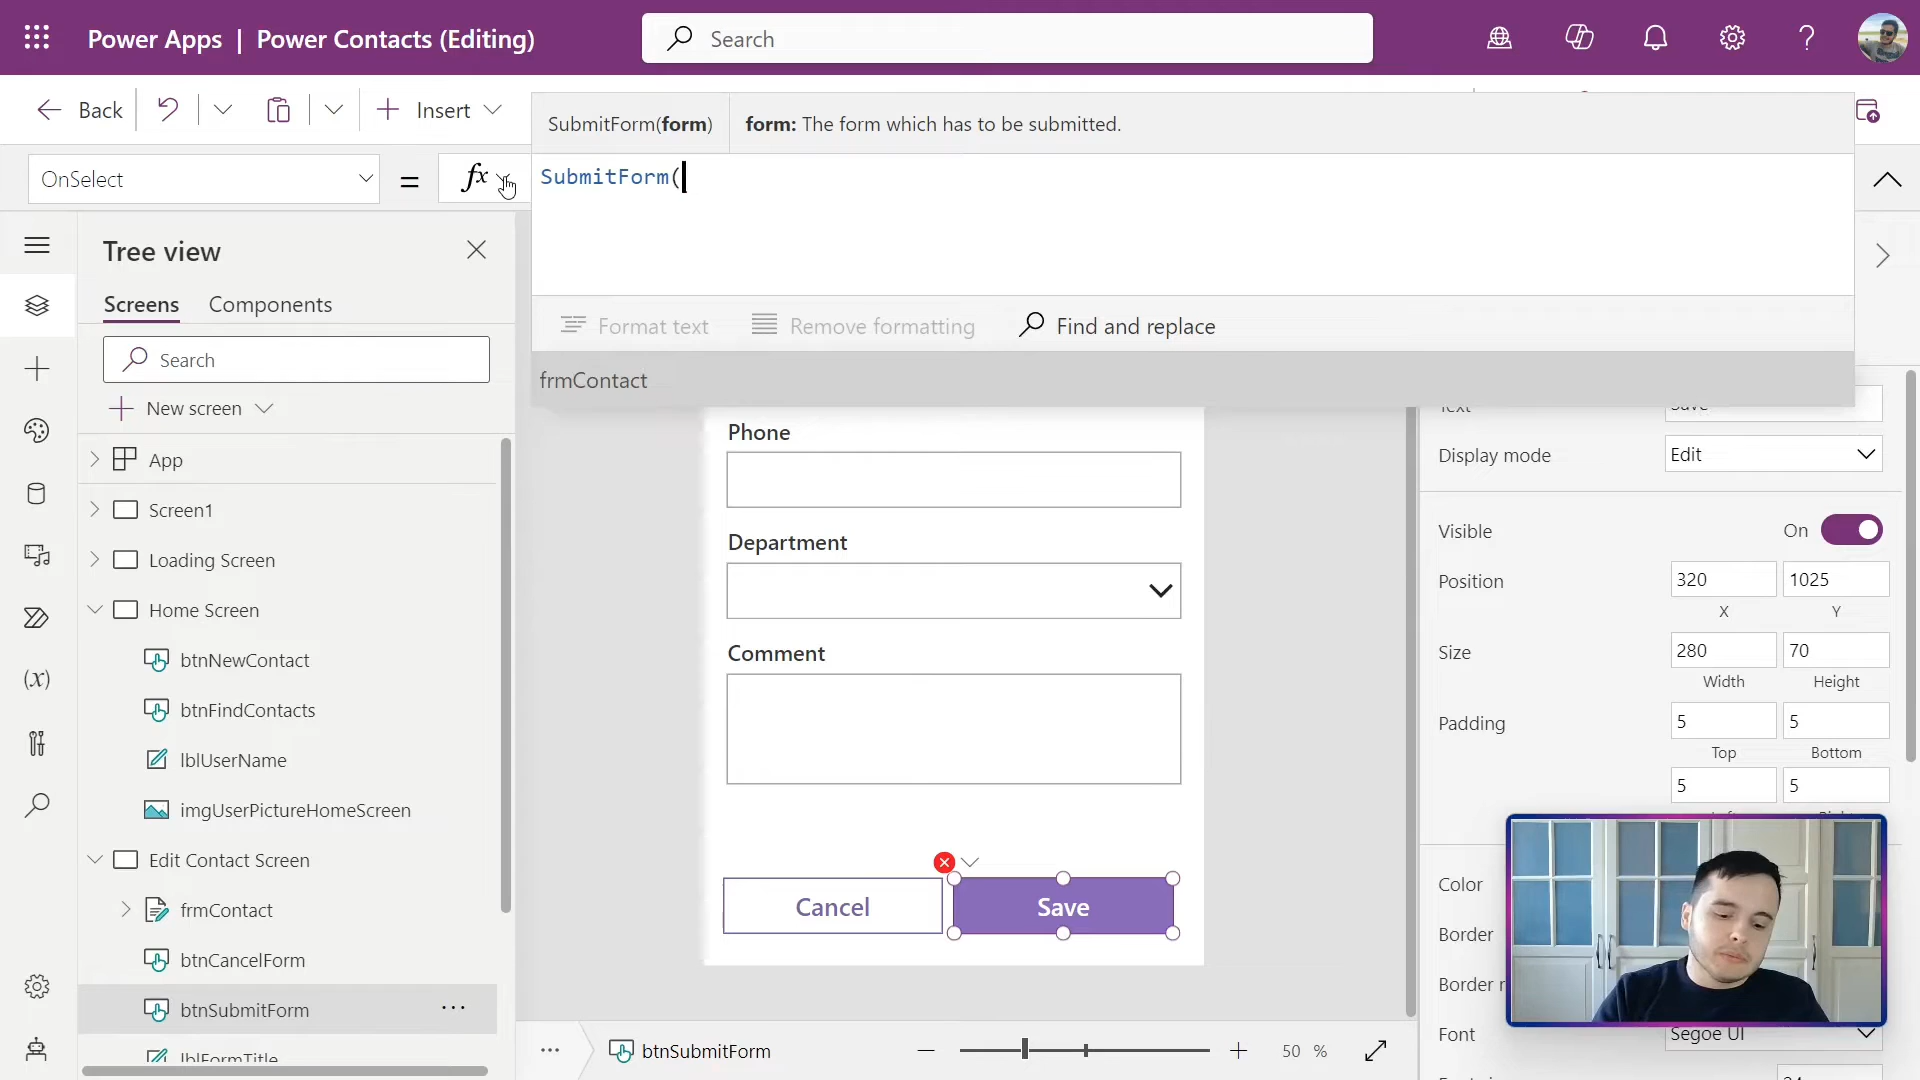 Power Apps | Power Contacts (Editing)
Search
?
Back
Insert
SubmitForm(form)
form: The form which has to be submitted.
OnSelect
=
fx
SubmitForm(
Format text
Remove formatting
Find and replace
frmContact
Tree view
Screens
Components
Search
New screen
App
Screen1
Loading Screen
Home Screen
btnNewContact
btnFindContacts
lblUserName
imgUserPictureHomeScreen
Edit Contact Screen
frmContact
btnCancelForm
btnSubmitForm
lblFormTitle
(x)
Phone
Department
Comment
Cancel
Save
btnSubmitForm
50 %
Text
Save
Display mode
Edit
Visible
On
Position
320
1025
X
Y
Size
280
70
Width
Height
Padding
5
5
Top
Bottom
5
5
Color
Border
Border r
Font
Segoe UI